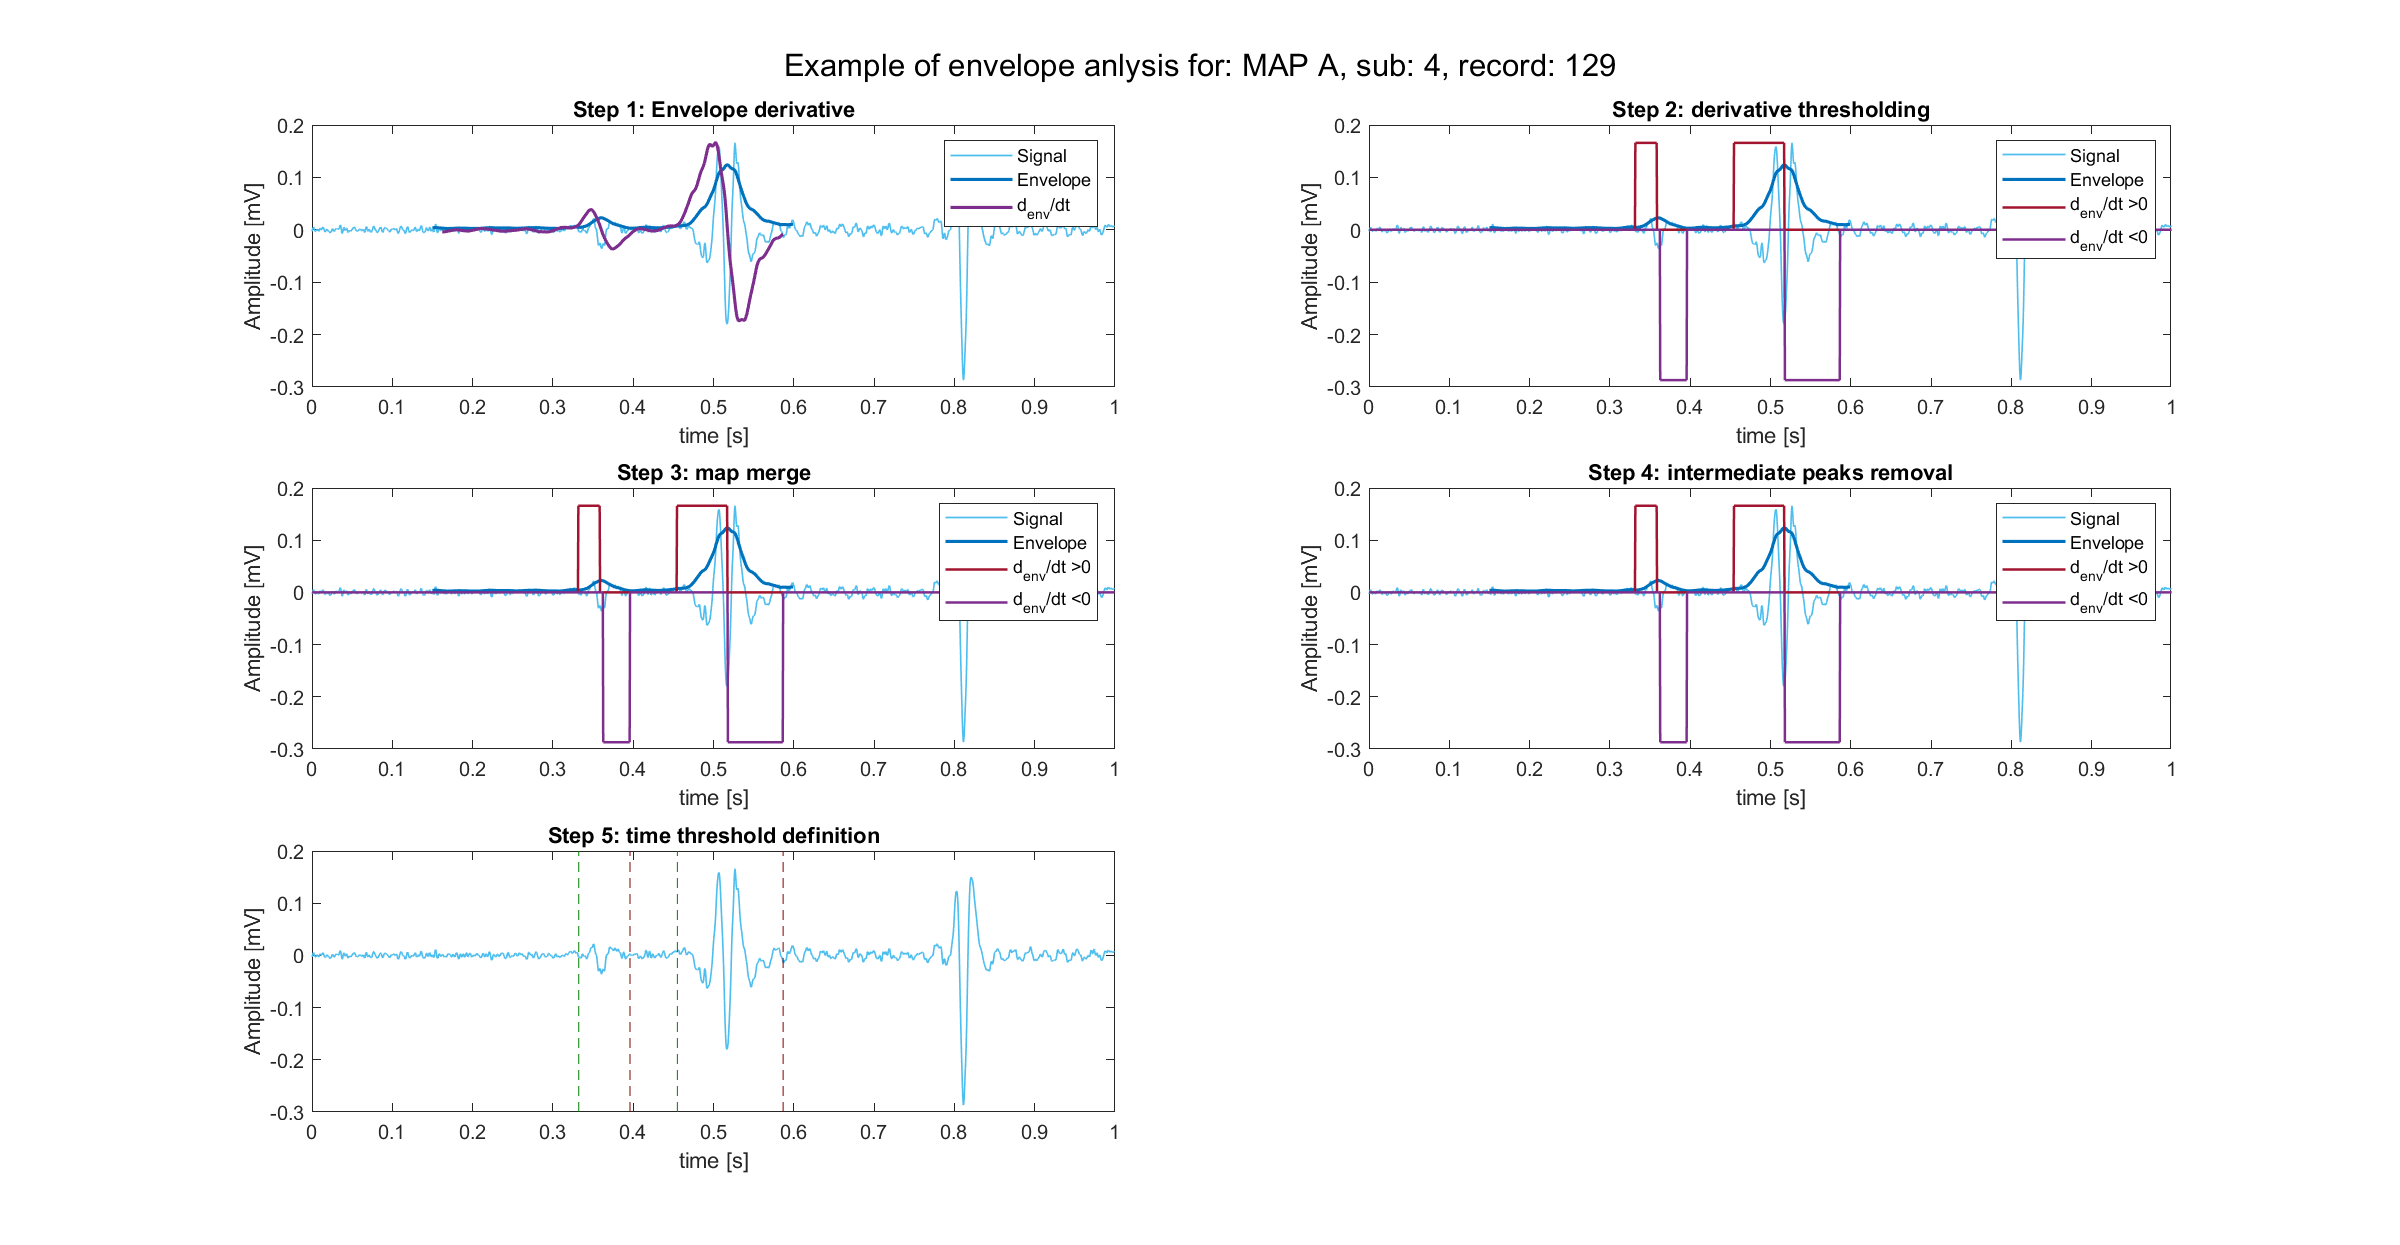 Example of envelope anlysis for: MAP A, sub: 4, record: 129
Step 1: Envelope derivative
0.2
0.1
0
-0.1
-0.2
-0.3
Amplitude [mV]
Signal
Envelope
d_env/dt
0 0.1 0.2 0.3 0.4 0.5 0.6 0.7 0.8 0.9 1
time [s]
Step 2: derivative thresholding
0.2
0.1
0
-0.1
-0.2
-0.3
Amplitude [mV]
Signal
Envelope
d_env/dt >0
d_env/dt <0
0 0.1 0.2 0.3 0.4 0.5 0.6 0.7 0.8 0.9 1
time [s]
Step 3: map merge
0.2
0.1
0
-0.1
-0.2
-0.3
Amplitude [mV]
Signal
Envelope
d_env/dt >0
d_env/dt <0
0 0.1 0.2 0.3 0.4 0.5 0.6 0.7 0.8 0.9 1
time [s]
Step 4: intermediate peaks removal
0.2
0.1
0
-0.1
-0.2
-0.3
Amplitude [mV]
Signal
Envelope
d_env/dt >0
d_env/dt <0
0 0.1 0.2 0.3 0.4 0.5 0.6 0.7 0.8 0.9 1
time [s]
Step 5: time threshold definition
0.2
0.1
0
-0.1
-0.2
-0.3
Amplitude [mV]
0 0.1 0.2 0.3 0.4 0.5 0.6 0.7 0.8 0.9 1
time [s]